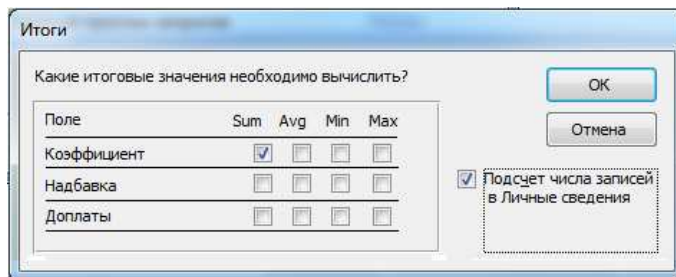 Итоги
Какие итоговые значения необходимо вычислить?
OK
Поле Sum Avg Min Max
Отмена
Коэффициент
Надбавка
Доплаты
Подсчет числа записей
в Личные сведения